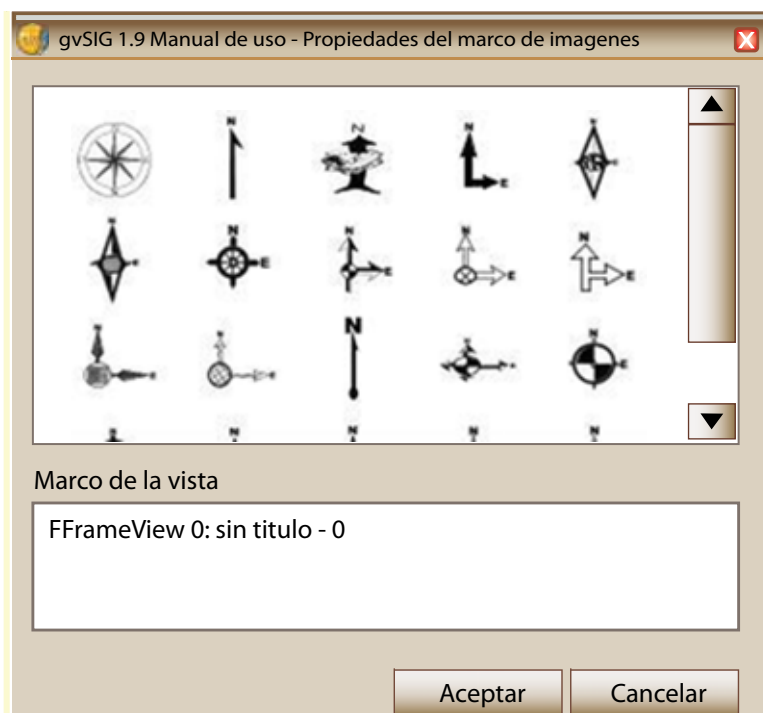 gvSIG 1.9 Manual de uso - Propiedades del marco de imagenes
X
N
N
N
N
N
E
N
E
N
E
N
E
N
E
N
N
E
N
N
N
N
N
Marco de la vista
FFrameView 0: sin titulo - 0
Aceptar
Cancelar